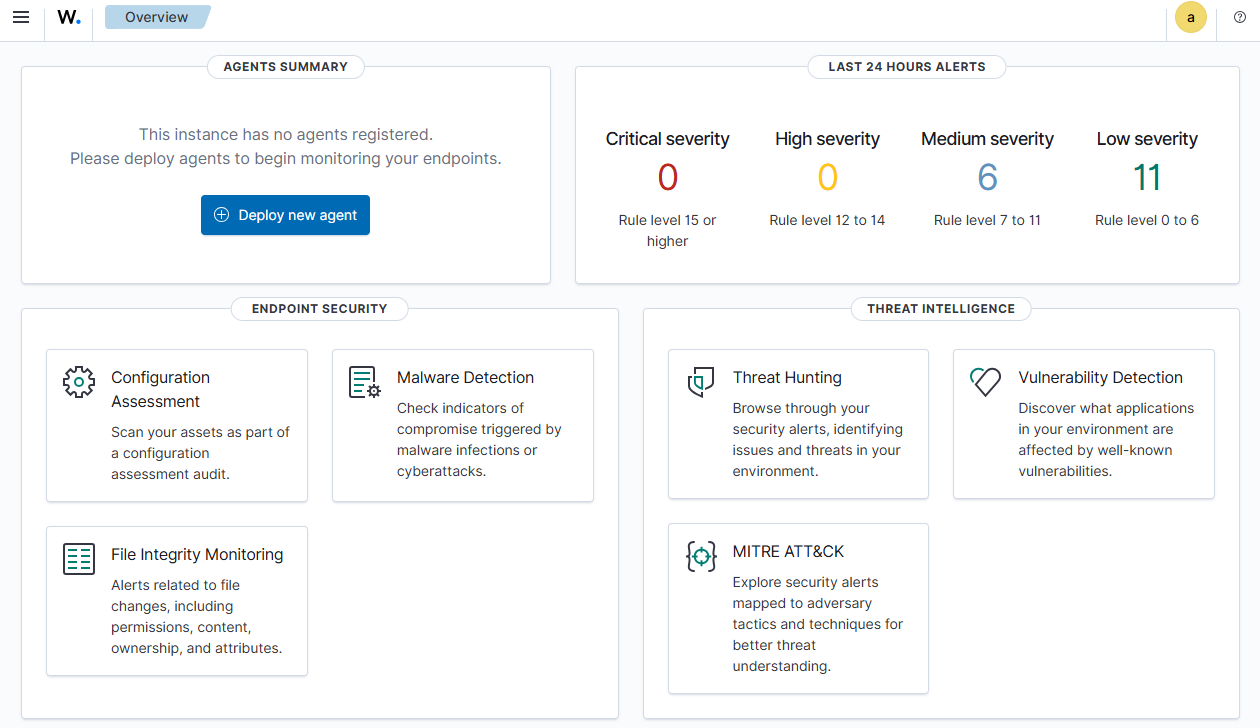 W.
Overview
a
AGENTS SUMMARY
This instance has no agents registered.
Please deploy agents to begin monitoring your endpoints.
Deploy new agent
LAST 24 HOURS ALERTS
Critical severity
0
Rule level 15 or
higher
High severity
0
Rule level 12 to 14
Medium severity
6
Rule level 7 to 11
Low severity
11
Rule level 0 to 6
ENDPOINT SECURITY
Configuration
Assessment
Scan your assets as part of
a configuration
assessment audit.
Malware Detection
Check indicators of
compromise triggered by
malware infections or
cyberattacks.
File Integrity Monitoring
Alerts related to file
changes, including
permissions, content,
ownership, and attributes.
THREAT INTELLIGENCE
Threat Hunting
Browse through your
security alerts, identifying
issues and threats in your
environment.
Vulnerability Detection
Discover what applications
in your environment are
affected by well-known
vulnerabilities.
MITRE ATT&CK
Explore security alerts
mapped to adversary
tactics and techniques for
better threat
understanding.